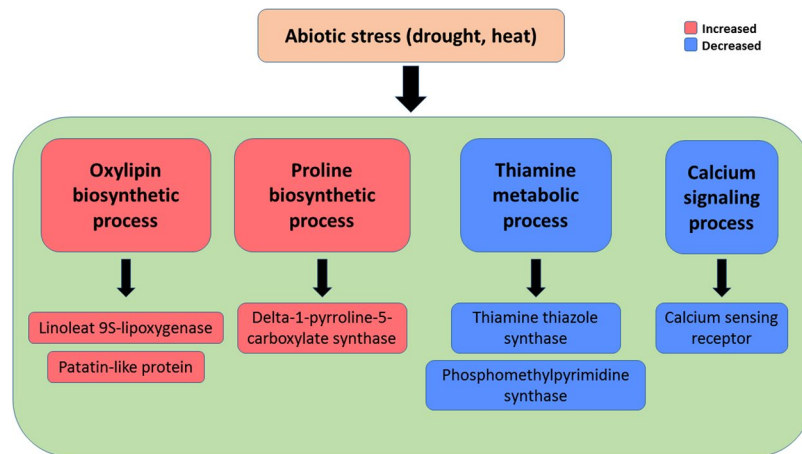 Abiotic stress (drought, heat)
Increased
Decreased
Oxylipin
biosynthetic
process
Proline
biosynthetic
process
Thiamine
metabolic
process
Calcium
signaling
process
Linoleat 9S-lipoxygenase
Patatin-like protein
Delta-1-pyrroline-5-
carboxylate synthase
Thiamine thiazole
synthase
Phosphomethylpyrimidine
synthase
Calcium sensing
receptor